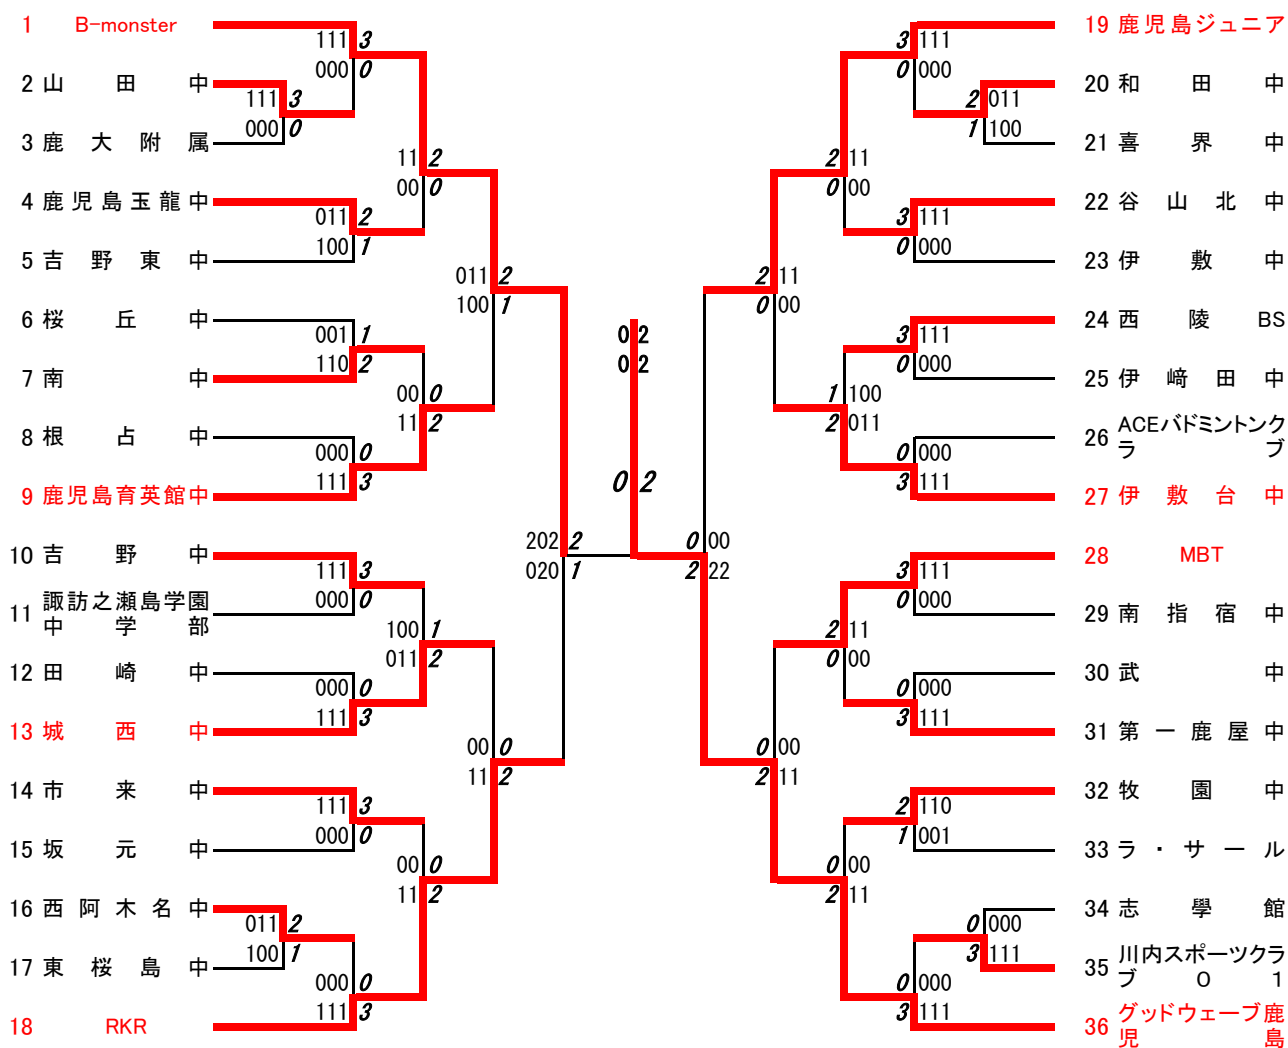 1 B-monster
111 3
000 0
2 山田中
111 3
000 0
3 鹿大附属
11 2
00 0
4 鹿児島玉龍中
011 2
100 1
5 吉野東中
011 2
100 1
6 桜丘中
001 1
110 2
7 南中
00 0
11 2
8 根占中
000 0
111 3
9 鹿児島育英館中
202 2
020 1
10 吉野中
111 3
000 0
11 諏訪之瀬島学園
中学部
100 1
011 2
12 田崎中
000 0
111 3
13 城西中
00 0
11 2
14 市来中
111 3
000 0
15 坂元中
00 0
11 2
16 西阿木名中
011 2
100 1
17 東桜島中
000 0
111 3
18 RKR
0 2
0 2
0 2
19 鹿児島ジュニア
3 111
0 000
20 和田中
2 011
1 100
21 喜界中
2 11
0 00
22 谷山北中
3 111
0 000
23 伊敷中
2 11
0 00
24 西陵BS
3 111
0 000
25 伊﨑田中
1 100
2 011
26 ACEバドミントンク
ラブ
0 000
3 111
27 伊敷台中
0 00
2 22
28 MBT
3 111
0 000
29 南指宿中
2 11
0 00
30 武中
0 000
3 111
31 第一鹿屋中
0 00
2 11
32 牧園中
2 110
1 001
33 ラ・サール
0 00
2 11
34 志學館
0 000
3 111
35 川内スポーツクラ
ブ01
0 000
3 111
36 グッドウェーブ鹿
児島